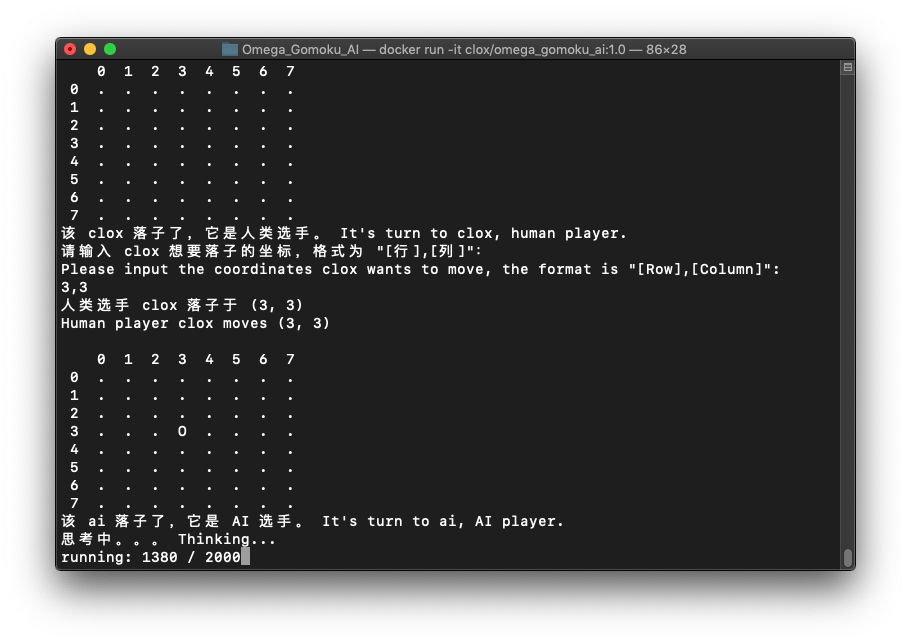 Omega_Gomoku_AI — docker run -it clox/omega_gomoku_ai:1.0 — 86×28
0 1 2 3 4 5 6 7
0 . . . . . . . .
1 . . . . . . . .
2 . . . . . . . .
3 . . . . . . . .
4 . . . . . . . .
5 . . . . . . . .
6 . . . . . . . .
7 . . . . . . . .
该 clox 落子了，它是人类选手。 It's turn to clox, human player.
请输入 clox 想要落子的坐标，格式为 "[行],[列]"：
Please input the coordinates clox wants to move, the format is "[Row],[Column]":
3,3
人类选手 clox 落子于 (3, 3)
Human player clox moves (3, 3)
0 1 2 3 4 5 6 7
0 . . . . . . . .
1 . . . . . . . .
2 . . . . . . . .
3 . . . O . . . .
4 . . . . . . . .
5 . . . . . . . .
6 . . . . . . . .
7 . . . . . . . .
该 ai 落子了，它是 AI 选手。 It's turn to ai, AI player.
思考中。。。 Thinking...
running: 1380 / 2000